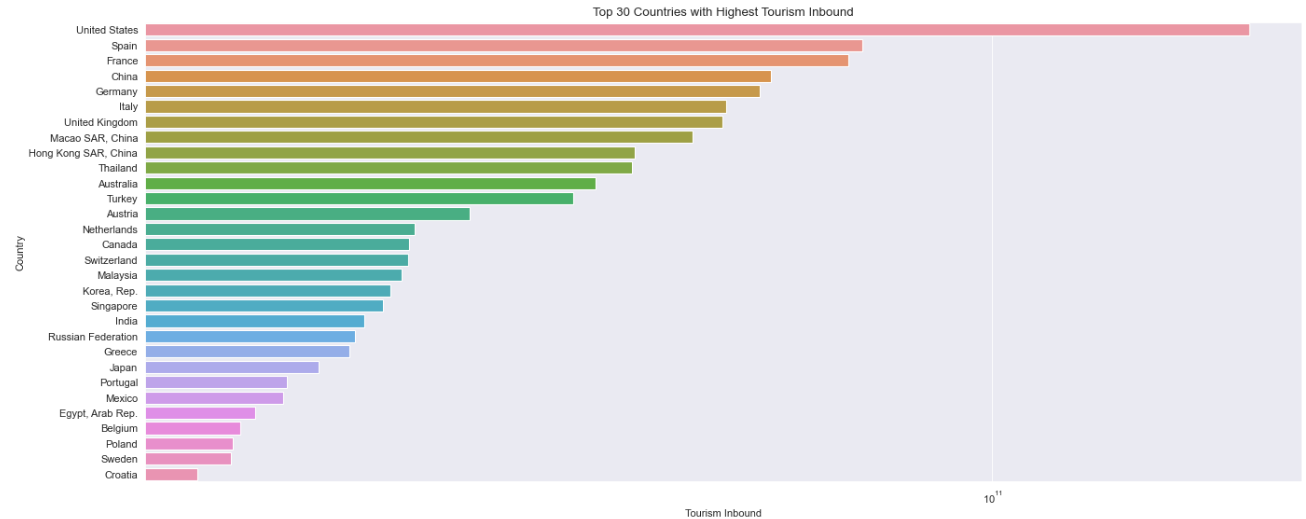 Top 30 Countries with Highest Tourism Inbound
United States
Spain
France
China
Germany
Italy
United Kingdom
Macao SAR, China
Hong Kong SAR, China
Thailand
Australia
Turkey
Austria
Netherlands
Canada
Switzerland
Malaysia
Korea, Rep.
Singapore
India
Russian Federation
Greece
Japan
Portugal
Mexico
Egypt, Arab Rep.
Belgium
Poland
Sweden
Croatia
Country
10¹¹
Tourism Inbound